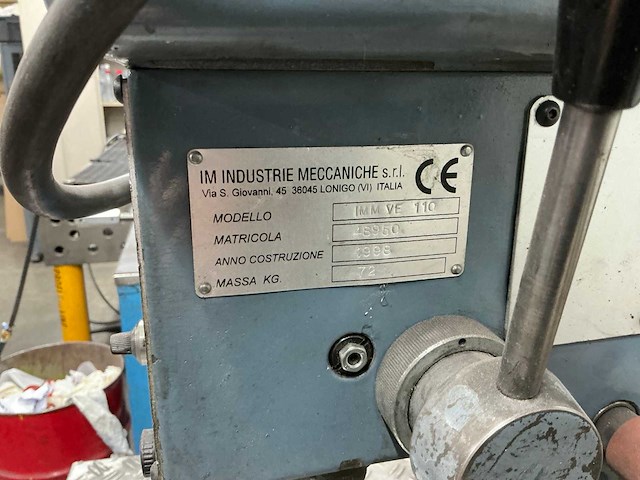 IM INDUSTRIE MECCANICHE s.r.l. CE
Via S. Giovanni, 45 36045 LONIGO (VI) ITALIA
MODELLO IMM VF 110
MATRICOLA
ANNO COSTRUZIONE 1998
MASSA KG. 72